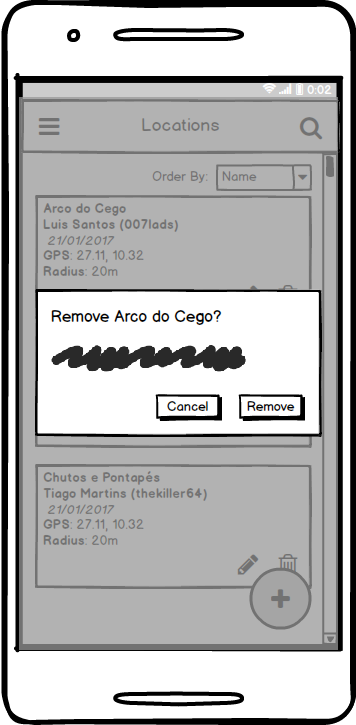 0:02
Locations
Order By: Name
Arco do Cego
Luis Santos (007lads)
21/01/2017
GPS: 27.11, 10.32
Radius: 20m
Remove Arco do Cego?
Cancel Remove
Chutos e Pontapés
Tiago Martins (thekiller64)
21/01/2017
GPS: 27.11, 10.32
Radius: 20m